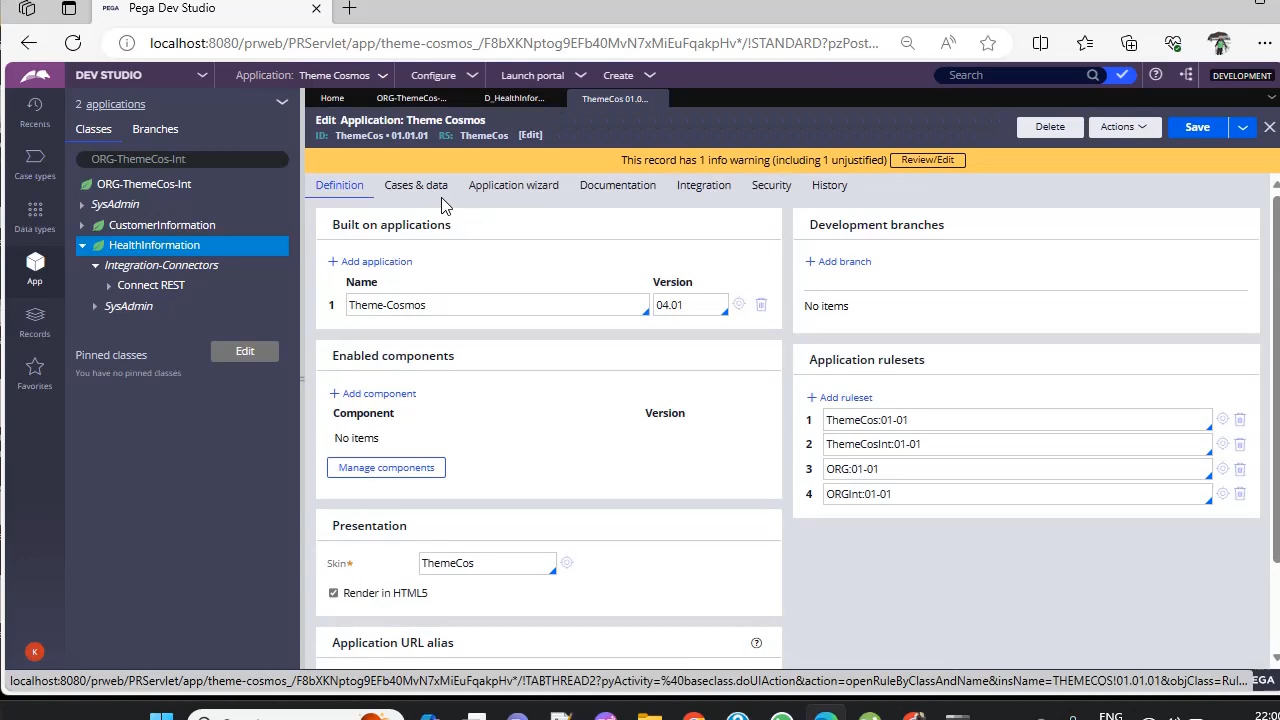 PEGA Pega Dev Studio
localhost:8080/prweb/PRServlet/app/theme-cosmos_/F8bXKNptog9EFb40MvN7xMiEuFqakpHv*/!STANDARD?pzPost...
DEV STUDIO Application: Theme Cosmos Configure Launch portal Create Search DEVELOPMENT
Recents
Case types
Data types
App
Records
Favorites
K
2 applications
Classes Branches
ORG-ThemeCos-Int
ORG-ThemeCos-Int
SysAdmin
CustomerInformation
HealthInformation
Integration-Connectors
Connect REST
SysAdmin
Pinned classes Edit
You have no pinned classes
Home ORG-ThemeCos-... D_HealthInfor... ThemeCos 01.0...
Edit Application: Theme Cosmos
ID: ThemeCos • 01.01.01 RS: ThemeCos [Edit]
Delete Actions Save
This record has 1 info warning (including 1 unjustified) Review/Edit
Definition Cases & data Application wizard Documentation Integration Security History
Built on applications
Add application
Name Version
1 Theme-Cosmos 04.01
Enabled components
Add component
Component Version
No items
Manage components
Presentation
Skin* ThemeCos
Render in HTML5
Application URL alias
Development branches
Add branch
No items
Application rulesets
Add ruleset
1 ThemeCos:01-01
2 ThemeCosInt:01-01
3 ORG:01-01
4 ORGInt:01-01
localhost:8080/prweb/PRServlet/app/theme-cosmos_/F8bXKNptog9EFb40MvN7xMiEuFqakpHv*/!TABTHREAD2?pyActivity=%40baseclass.doUIAction&action=openRuleByClassAndName&insName=THEMECOS!01.01.01&objClass=Rul...
EGA
ENG